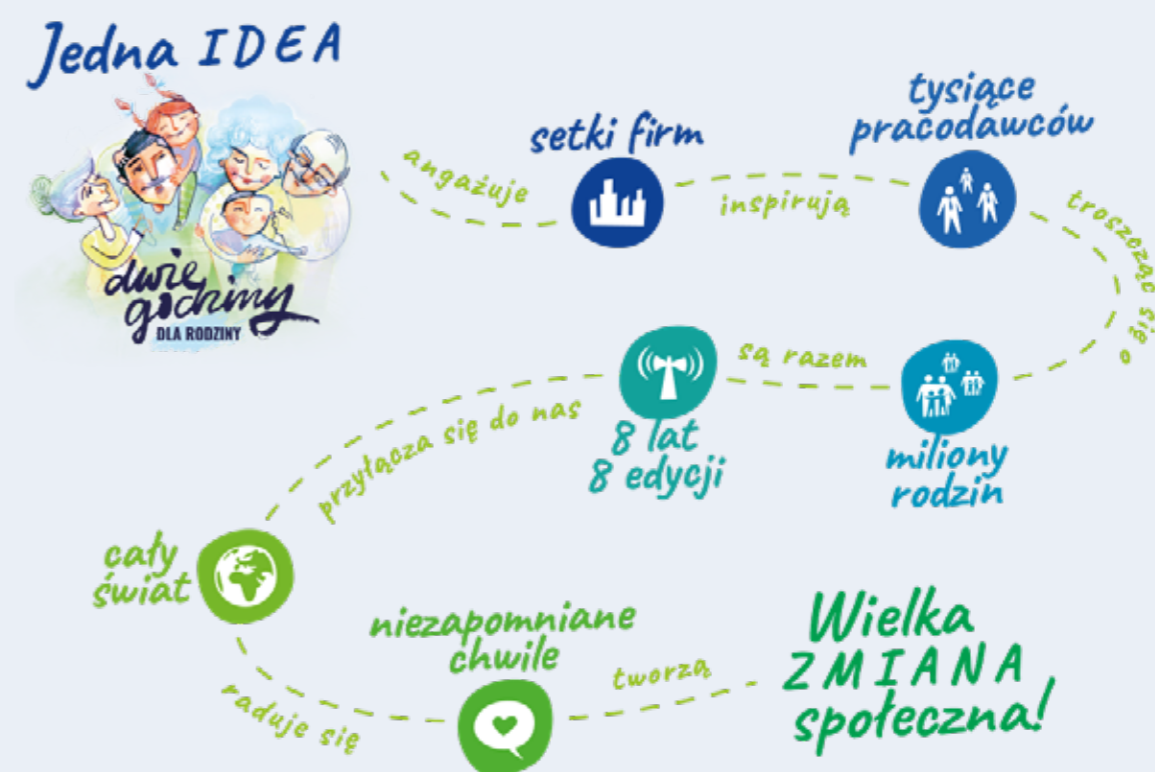 Jedna IDEA
dwie
godziny
DLA RODZINY
angażuje
setki firm
inspirują
tysiące
pracodawców
troszcząc się o
miliony
rodzin
są razem
8 lat
8 edycji
przyłącza się do nas
cały
świat
raduje się
niezapomniane
chwile
tworzą
Wielka
ZMIANA
społeczna!